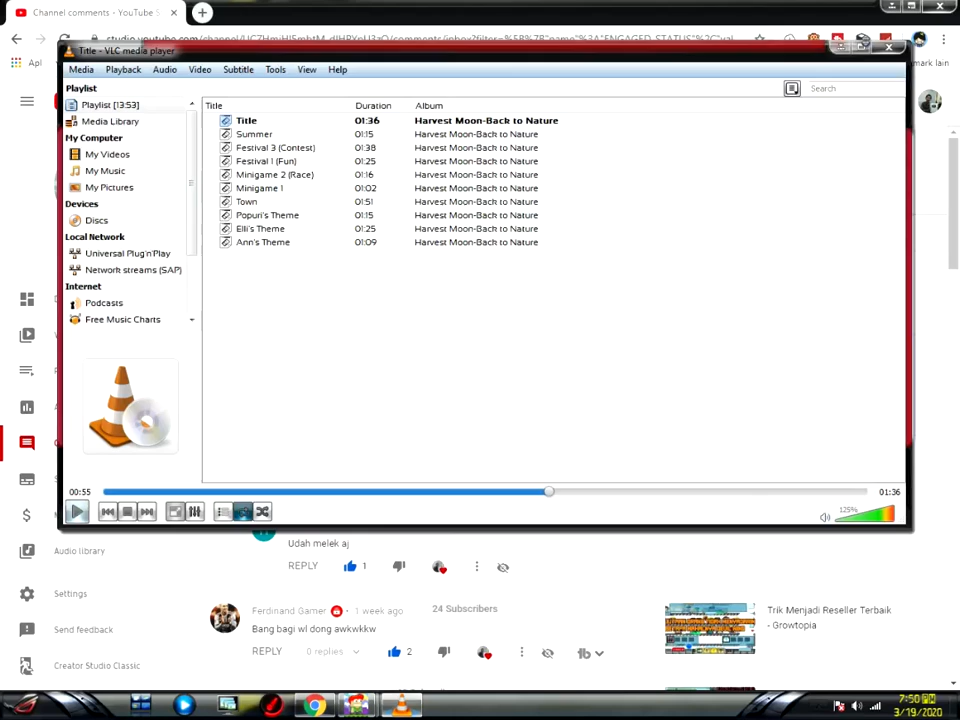 Channel comments - YouTube S
Title - VLC media player
Apl
mark lain
Media Playback Audio Video Subtitle Tools View Help
Playlist
Search
Playlist [13:53]
Media Library
My Computer
My Videos
My Music
My Pictures
Devices
Discs
Local Network
Universal Plug'n'Play
Network streams (SAP)
Internet
Podcasts
Free Music Charts
Title Duration Album
Title 01:36 Harvest Moon-Back to Nature
Summer 01:15 Harvest Moon-Back to Nature
Festival 3 (Contest) 01:38 Harvest Moon-Back to Nature
Festival 1 (Fun) 01:25 Harvest Moon-Back to Nature
Minigame 2 (Race) 01:16 Harvest Moon-Back to Nature
Minigame 1 01:02 Harvest Moon-Back to Nature
Town 01:51 Harvest Moon-Back to Nature
Popuri's Theme 01:15 Harvest Moon-Back to Nature
Elli's Theme 01:25 Harvest Moon-Back to Nature
Ann's Theme 01:09 Harvest Moon-Back to Nature
00:55 01:36
125%
Udah melek aj
REPLY 1
Audio library
Settings
Send feedback
Creator Studio Classic
Ferdinand Gamer • 1 week ago
24 Subscribers
Bang bagi wl dong awkwkkw
REPLY 0 replies 2
Trik Menjadi Reseller Terbaik
- Growtopia
7:50 PM
3/19/2020